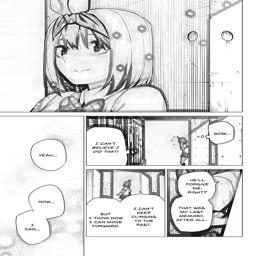 NOW...
I CAN'T
BELIEVE I
DID THAT!
HE'LL
FORGIVE
ME,
RIGHT?
THAT WAS
MY LAST
MEMORY,
AFTER ALL.
I CAN'T
KEEP
CLINGING
TO THE
PAST.
BUT
I THINK NOW
I CAN MOVE
FORWARD.
YEAH...
NOW...
I
CAN...